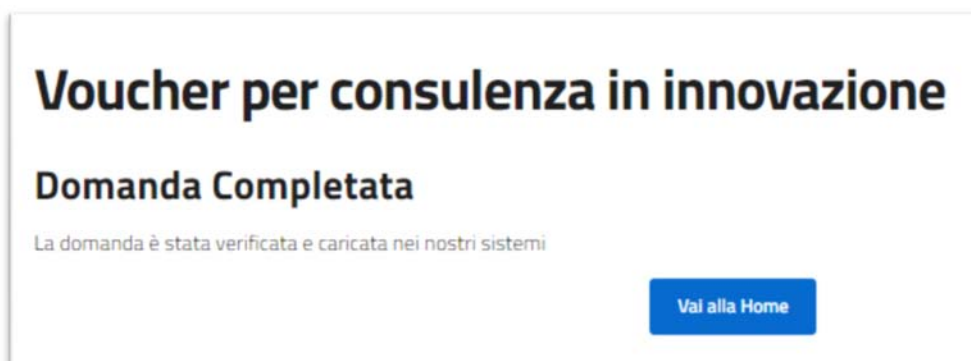 Voucher per consulenza in innovazione
Domanda Completata
La domanda è stata verificata e caricata nei nostri sistemi
Vai alla Home